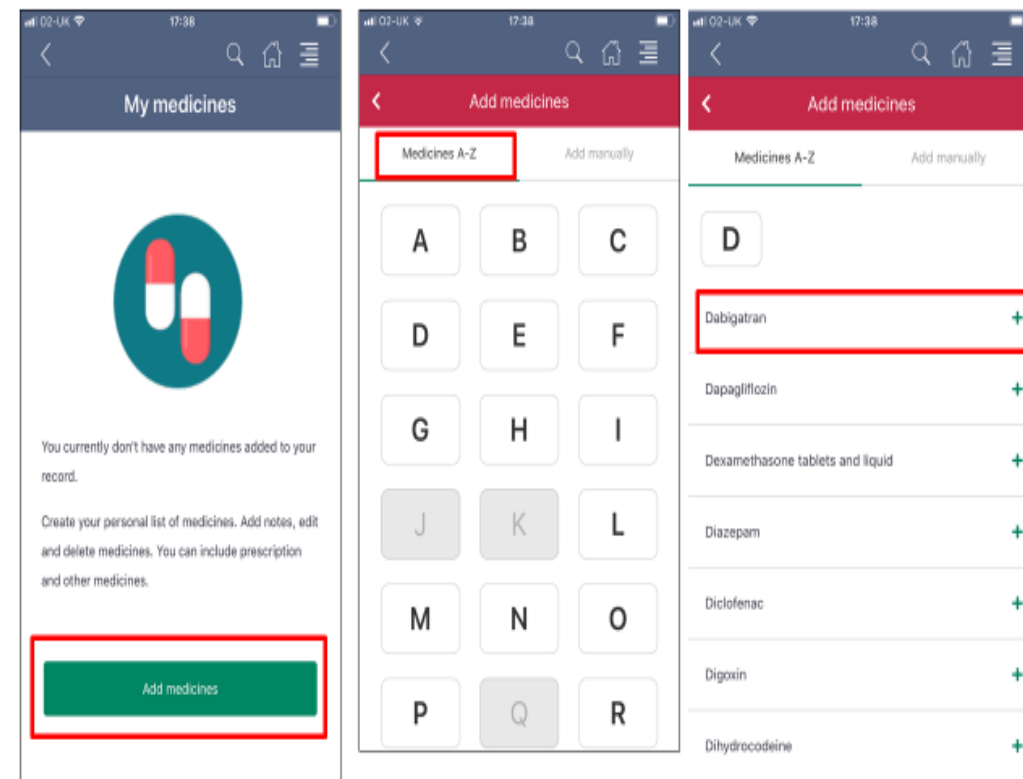 O2-UK 17:38
My medicines
You currently don't have any medicines added to your
record.
Create your personal list of medicines. Add notes, edit
and delete medicines. You can include prescription
and other medicines.
Add medicines
O2-UK 17:38
Add medicines
Medicines A-Z Add manually
A B C
D E F
G H I
J K L
M N O
P Q R
O2-UK 17:38
Add medicines
Medicines A-Z Add manually
D
Dabigatran +
Dapagliflozin +
Dexamethasone tablets and liquid +
Diazepam +
Diclofenac +
Digoxin +
Dihydrocodeine +